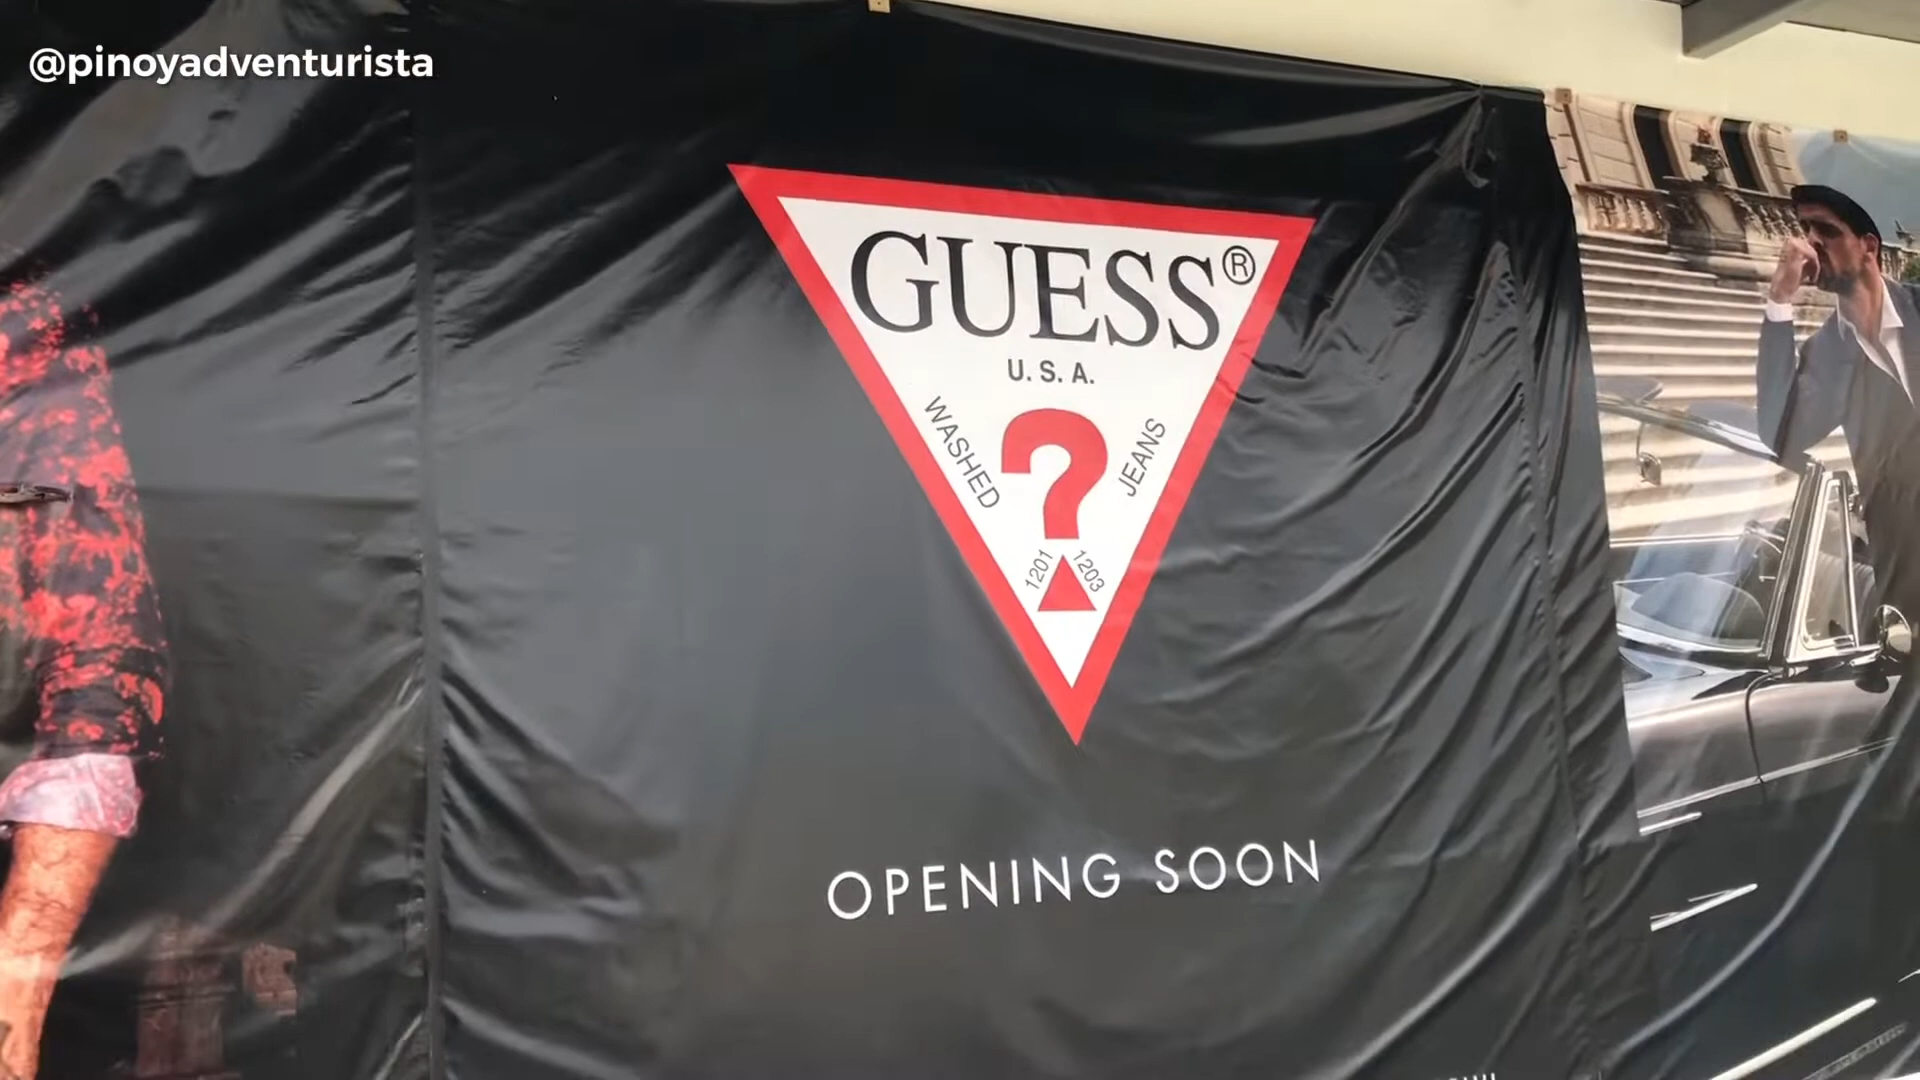 @pinoyadventurista
GUESS®
U.S.A.
WASHED
JEANS
?
1201
1203
OPENING SOON